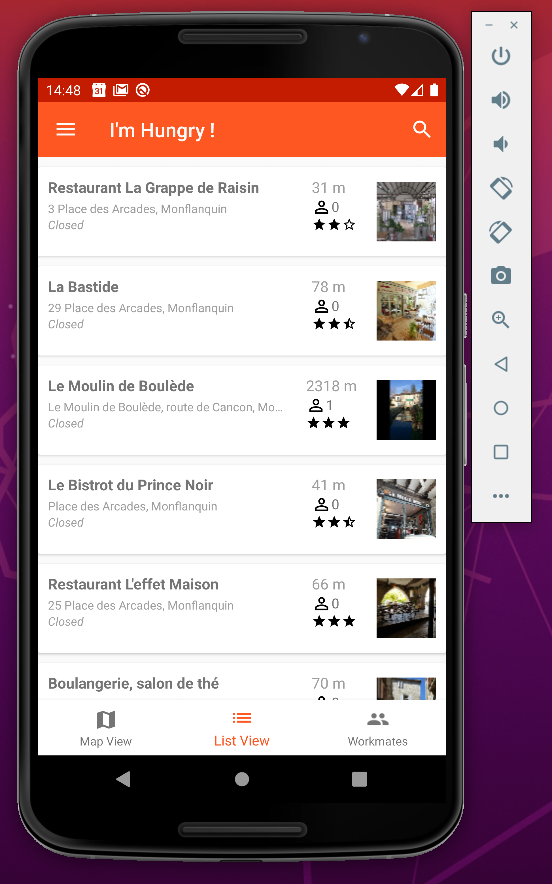 14:48
31
I'm Hungry !
Restaurant La Grappe de Raisin
31 m
3 Place des Arcades, Monflanquin
0
Closed
La Bastide
78 m
29 Place des Arcades, Monflanquin
0
Closed
Le Moulin de Boulède
2318 m
Le Moulin de Boulède, route de Cancon, Mo...
1
Closed
Le Bistrot du Prince Noir
41 m
Place des Arcades, Monflanquin
0
Closed
Restaurant L'effet Maison
66 m
25 Place des Arcades, Monflanquin
0
Closed
Boulangerie, salon de thé
70 m
Map View
List View
Workmates